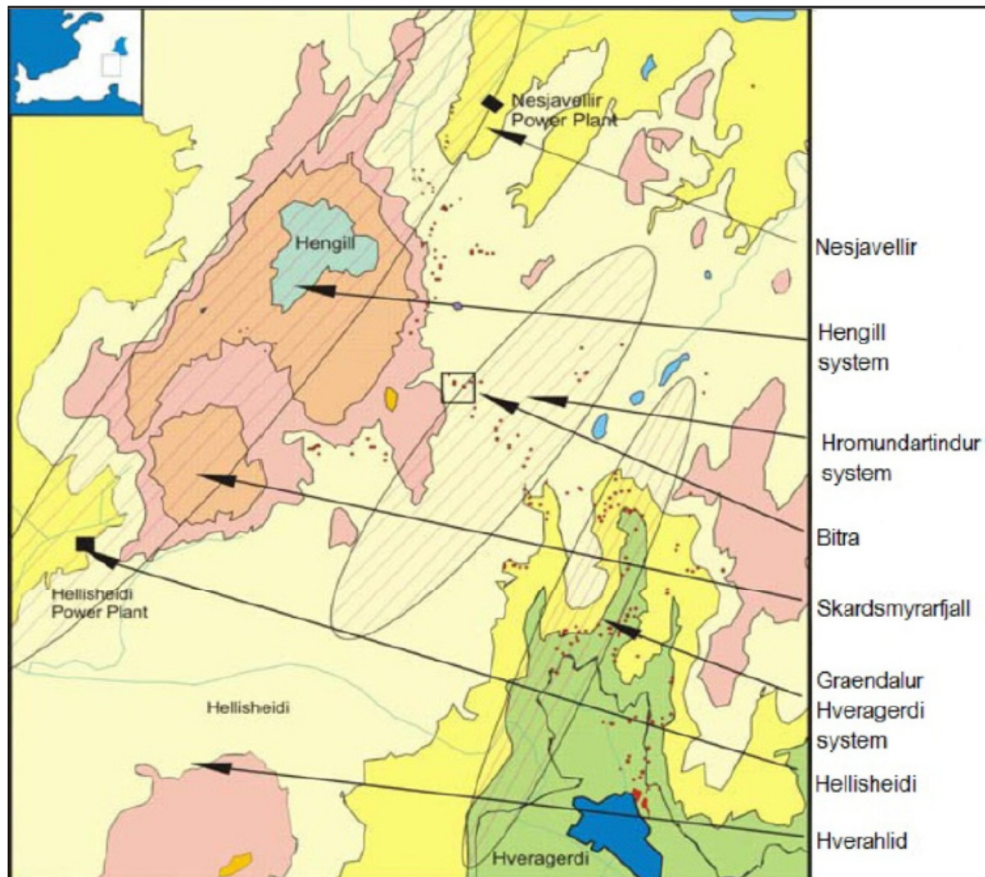 Nesjavellir
Power Plant
Nesjavellir
Hengill
Hengill
system
Hromundartindur
system
Bitra
Hellisheidi
Power Plant
Skardsmyrarfjall
Graendalur
Hveragerdi
system
Hellisheidi
Hellisheidi
Hverahlid
Hveragerdi